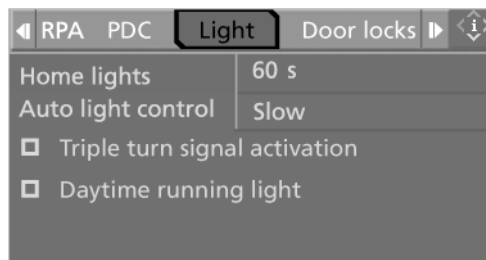 RPA PDC Light Door locks i
Home lights 60 s
Auto light control Slow
Triple turn signal activation
Daytime running light